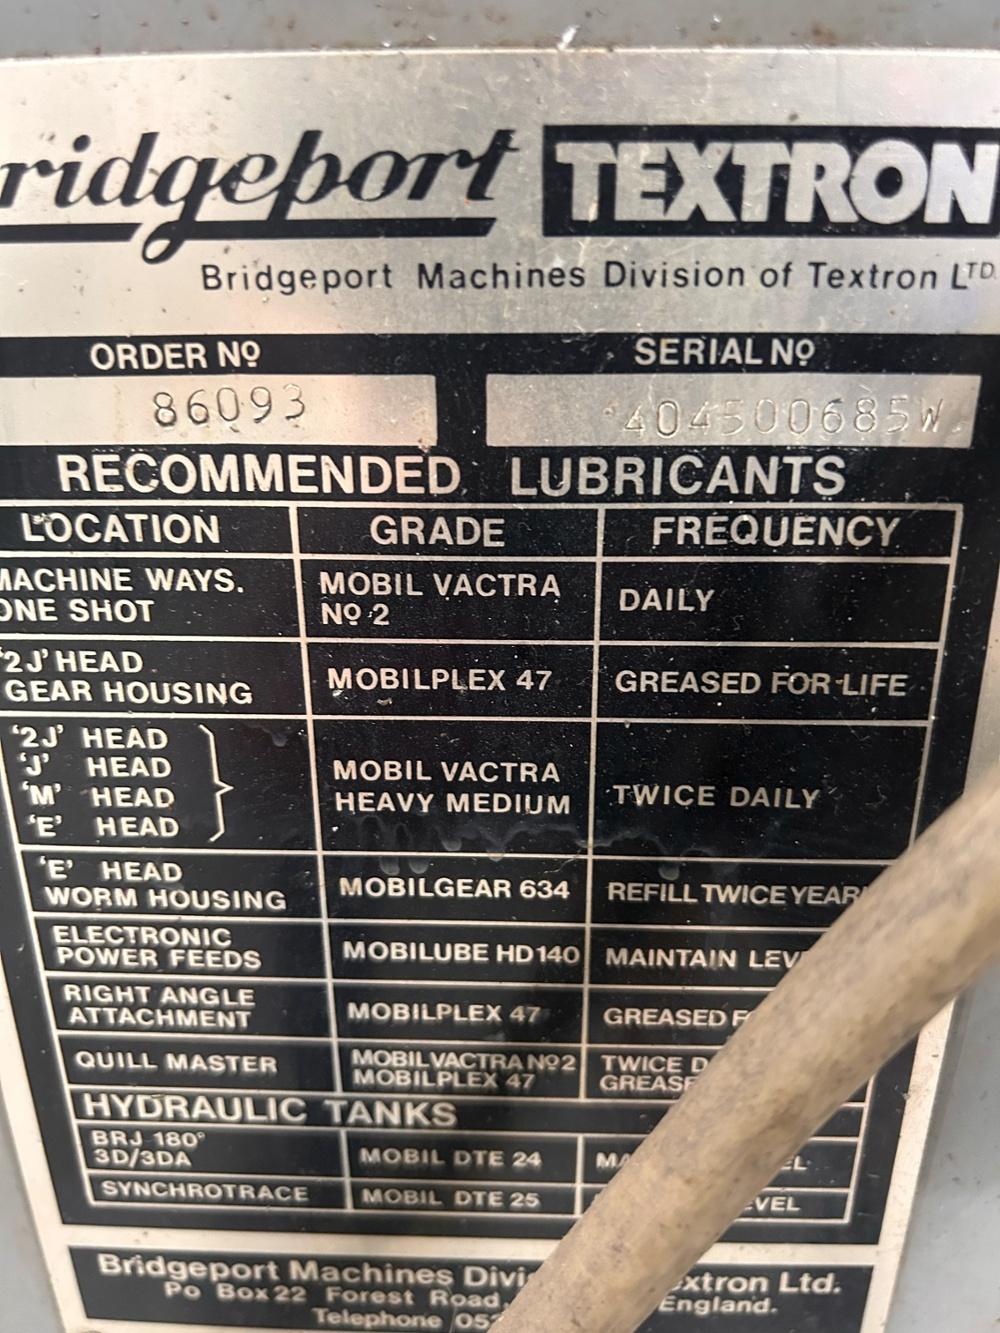 ridgeport TEXTRON
Bridgeport Machines Division of Textron LTD
ORDER Nº SERIAL Nº
86093 404500685W
RECOMMENDED LUBRICANTS
LOCATION GRADE FREQUENCY
MACHINE WAYS.
ONE SHOT
MOBIL VACTRA
Nº 2
DAILY
'2J' HEAD
GEAR HOUSING
MOBILPLEX 47
GREASED FOR LIFE
'2J' HEAD
'J' HEAD
'M' HEAD
'E' HEAD
MOBIL VACTRA
HEAVY MEDIUM
TWICE DAILY
'E' HEAD
WORM HOUSING
MOBILGEAR 634
REFILL TWICE YEAR
ELECTRONIC
POWER FEEDS
MOBILUBE HD140
MAINTAIN LEV
RIGHT ANGLE
ATTACHMENT
MOBILPLEX 47
GREASED F
QUILL MASTER
MOBIL VACTRA Nº2
MOBILPLEX 47
TWICE D
GREASE
HYDRAULIC TANKS
BRJ 180°
3D/3DA
MOBIL DTE 24
MA EL
SYNCHROTRACE
MOBIL DTE 25
EVEL
Bridgeport Machines Divi extron Ltd.
Po Box 22 Forest Road, England.
Telephone 05